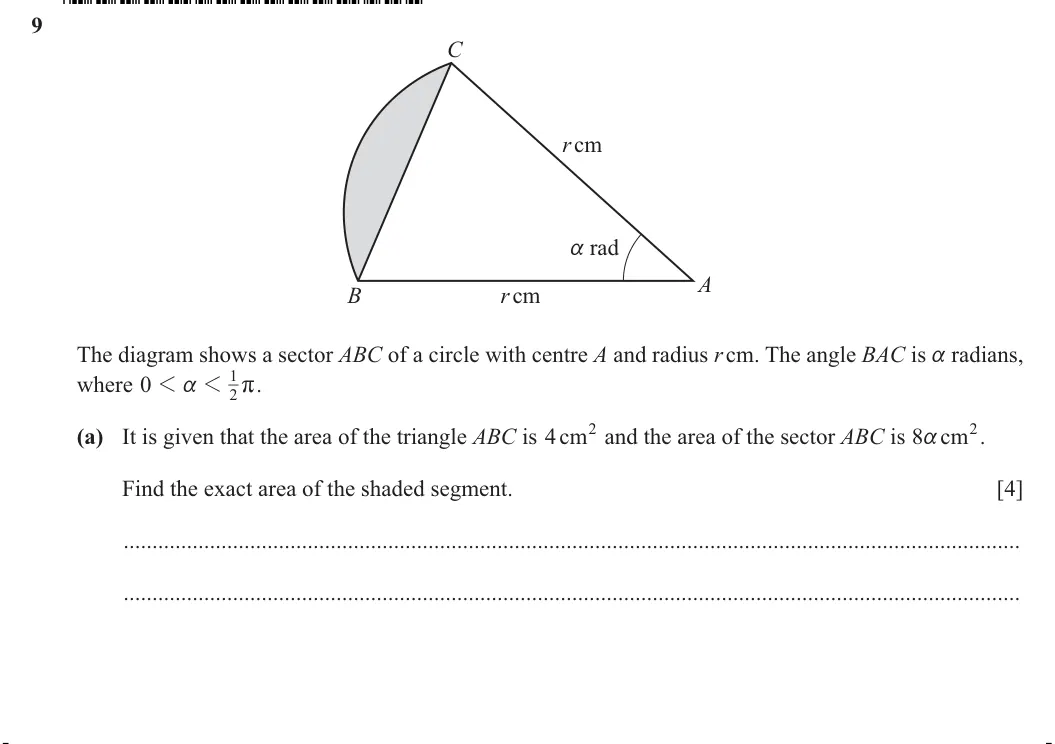 9
C
r cm
α rad
A
B
r cm
The diagram shows a sector ABC of a circle with centre A and radius r cm. The angle BAC is α radians,
where 0 < α < ½π.
(a) It is given that the area of the triangle ABC is 4 cm² and the area of the sector ABC is 8α cm².
Find the exact area of the shaded segment. [4]